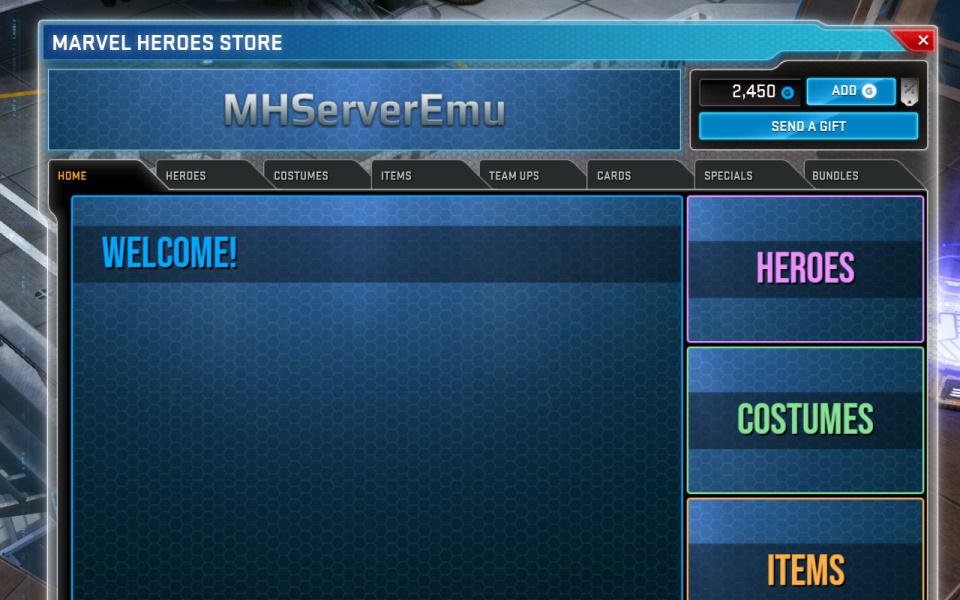 MARVEL HEROES STORE
MHServerEmu
2,450 G
ADD G
SEND A GIFT
HOME
HEROES
COSTUMES
ITEMS
TEAM UPS
CARDS
SPECIALS
BUNDLES
WELCOME!
HEROES
COSTUMES
ITEMS